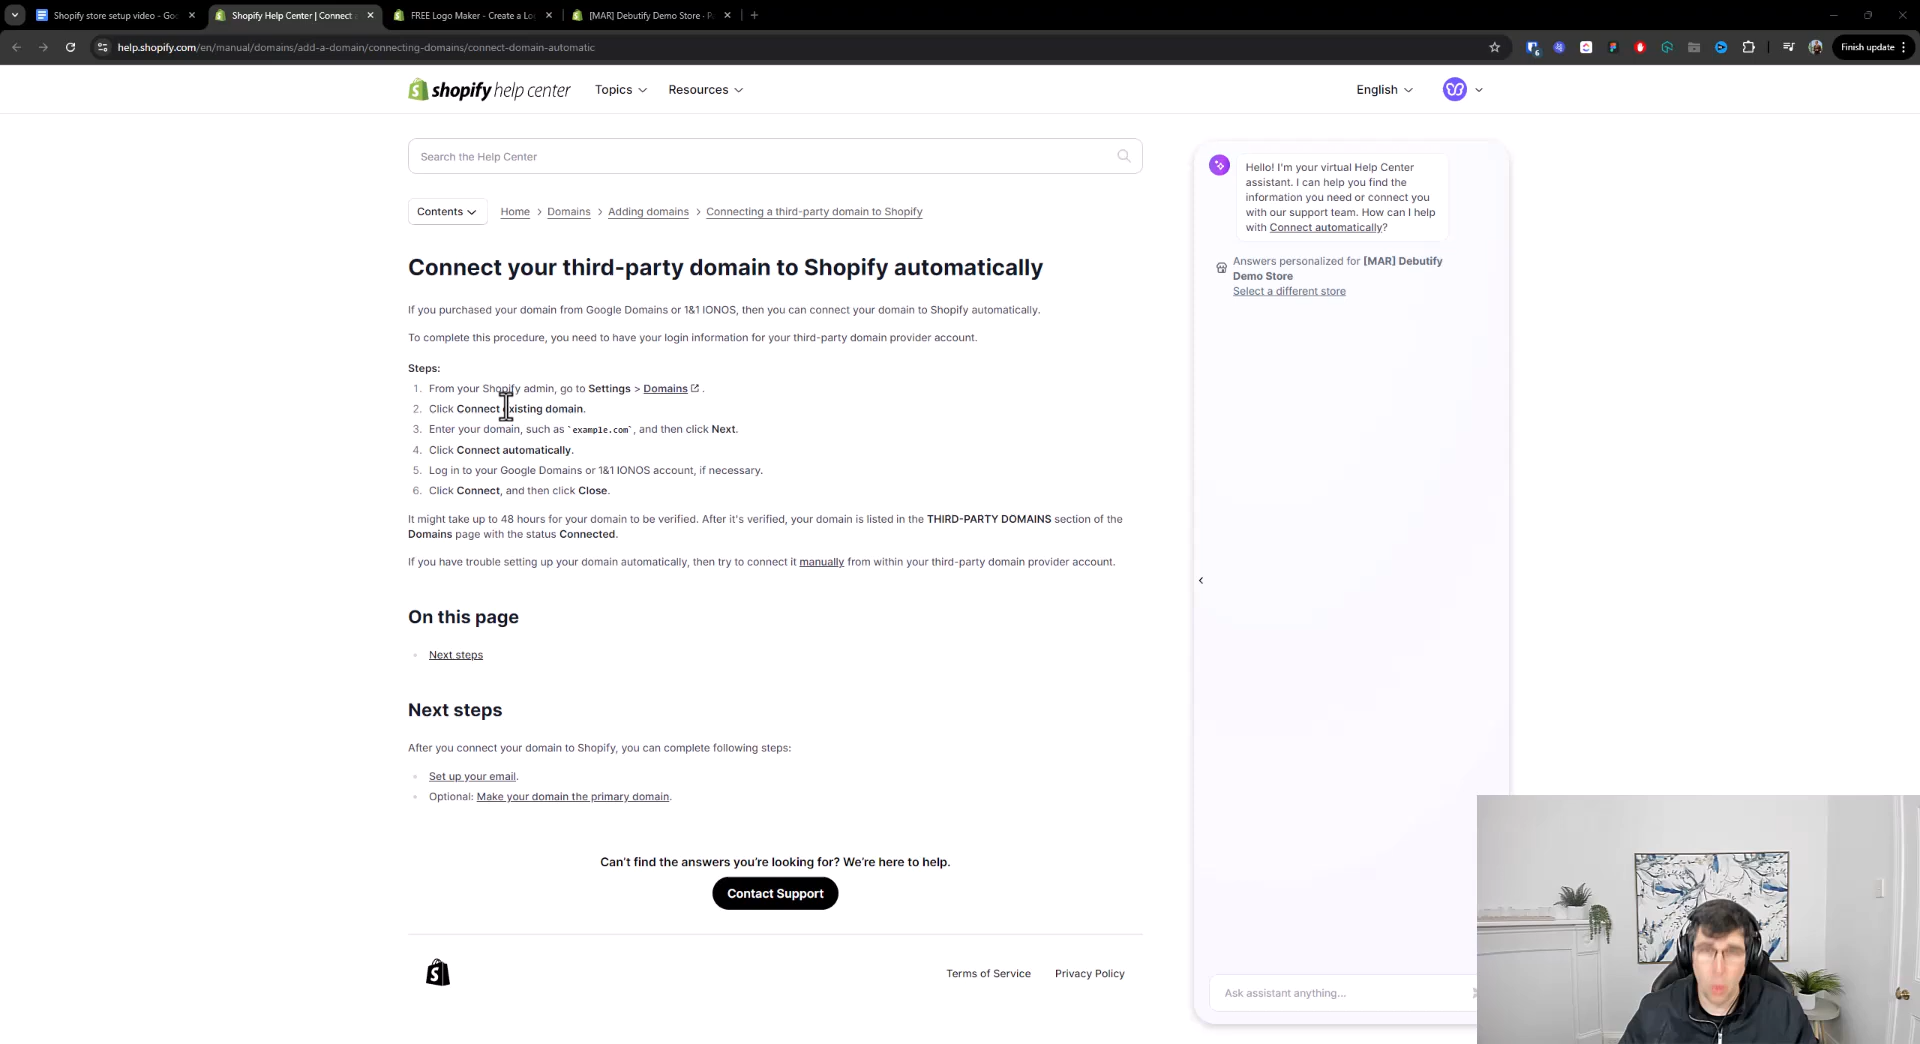 Shopify store setup video - Goo
Shopify Help Center | Connect
FREE Logo Maker - Create a Lo
[MAR] Debutify Demo Store · P
help.shopify.com/en/manual/domains/add-a-domain/connecting-domains/connect-domain-automatic
6
Finish update
shopify help center
Topics
Resources
English
Search the Help Center
Contents
Home > Domains > Adding domains > Connecting a third-party domain to Shopify
Connect your third-party domain to Shopify automatically
If you purchased your domain from Google Domains or 1&1 IONOS, then you can connect your domain to Shopify automatically.
To complete this procedure, you need to have your login information for your third-party domain provider account.
Steps:
1. From your Shopify admin, go to Settings > Domains .
2. Click Connect existing domain.
3. Enter your domain, such as `example.com`, and then click Next.
4. Click Connect automatically.
5. Log in to your Google Domains or 1&1 IONOS account, if necessary.
6. Click Connect, and then click Close.
It might take up to 48 hours for your domain to be verified. After it's verified, your domain is listed in the THIRD-PARTY DOMAINS section of the
Domains page with the status Connected.
If you have trouble setting up your domain automatically, then try to connect it manually from within your third-party domain provider account.
On this page
Next steps
Next steps
After you connect your domain to Shopify, you can complete following steps:
Set up your email.
Optional: Make your domain the primary domain.
Can't find the answers you're looking for? We're here to help.
Contact Support
Terms of Service
Privacy Policy
Hello! I'm your virtual Help Center
assistant. I can help you find the
information you need or connect you
with our support team. How can I help
with Connect automatically?
Answers personalized for [MAR] Debutify
Demo Store
Select a different store
Ask assistant anything...